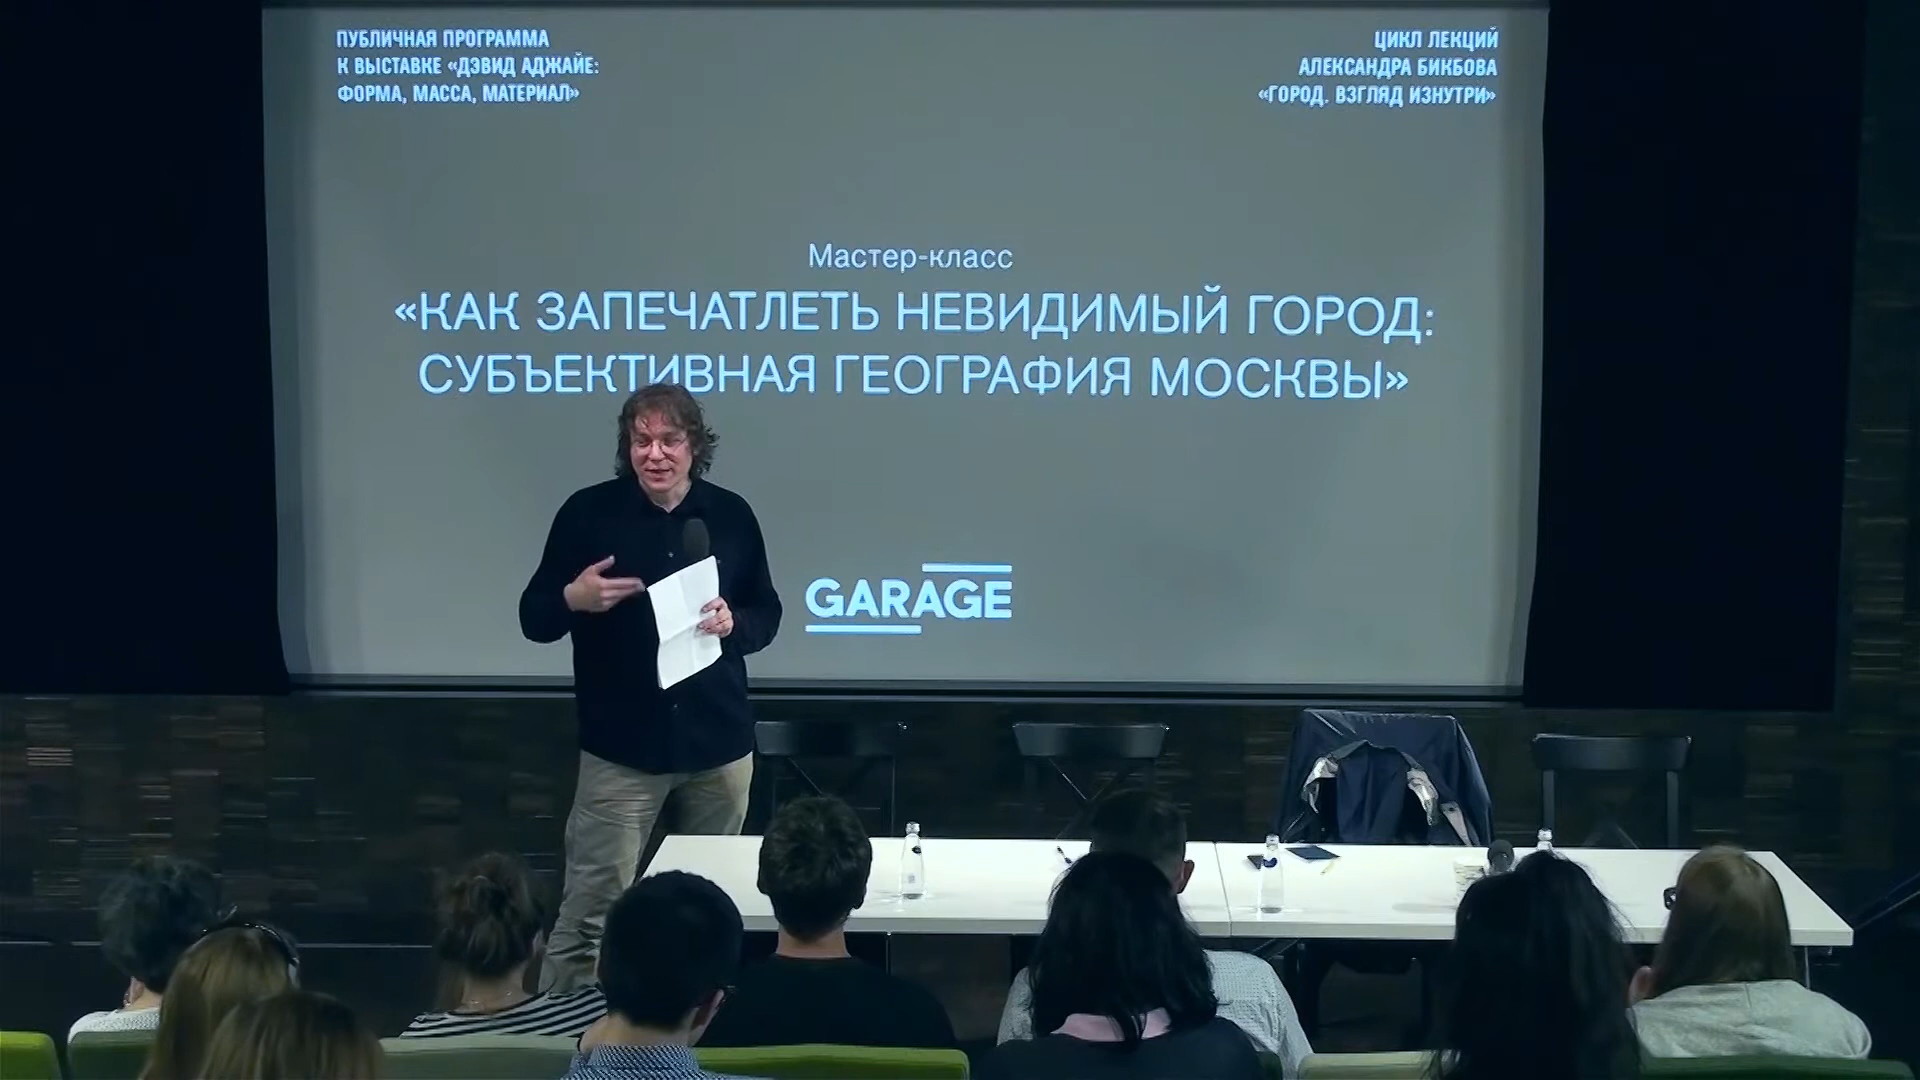 ПУБЛИЧНАЯ ПРОГРАММА
К ВЫСТАВКЕ «ДЭВИД АДЖАЙЕ:
ФОРМА, МАССА, МАТЕРИАЛ»
ЦИКЛ ЛЕКЦИЙ
АЛЕКСАНДРА БИКБОВА
«ГОРОД. ВЗГЛЯД ИЗНУТРИ»
Мастер-класс
«КАК ЗАПЕЧАТЛЕТЬ НЕВИДИМЫЙ ГОРОД:
СУБЪЕКТИВНАЯ ГЕОГРАФИЯ МОСКВЫ»
GARAGE